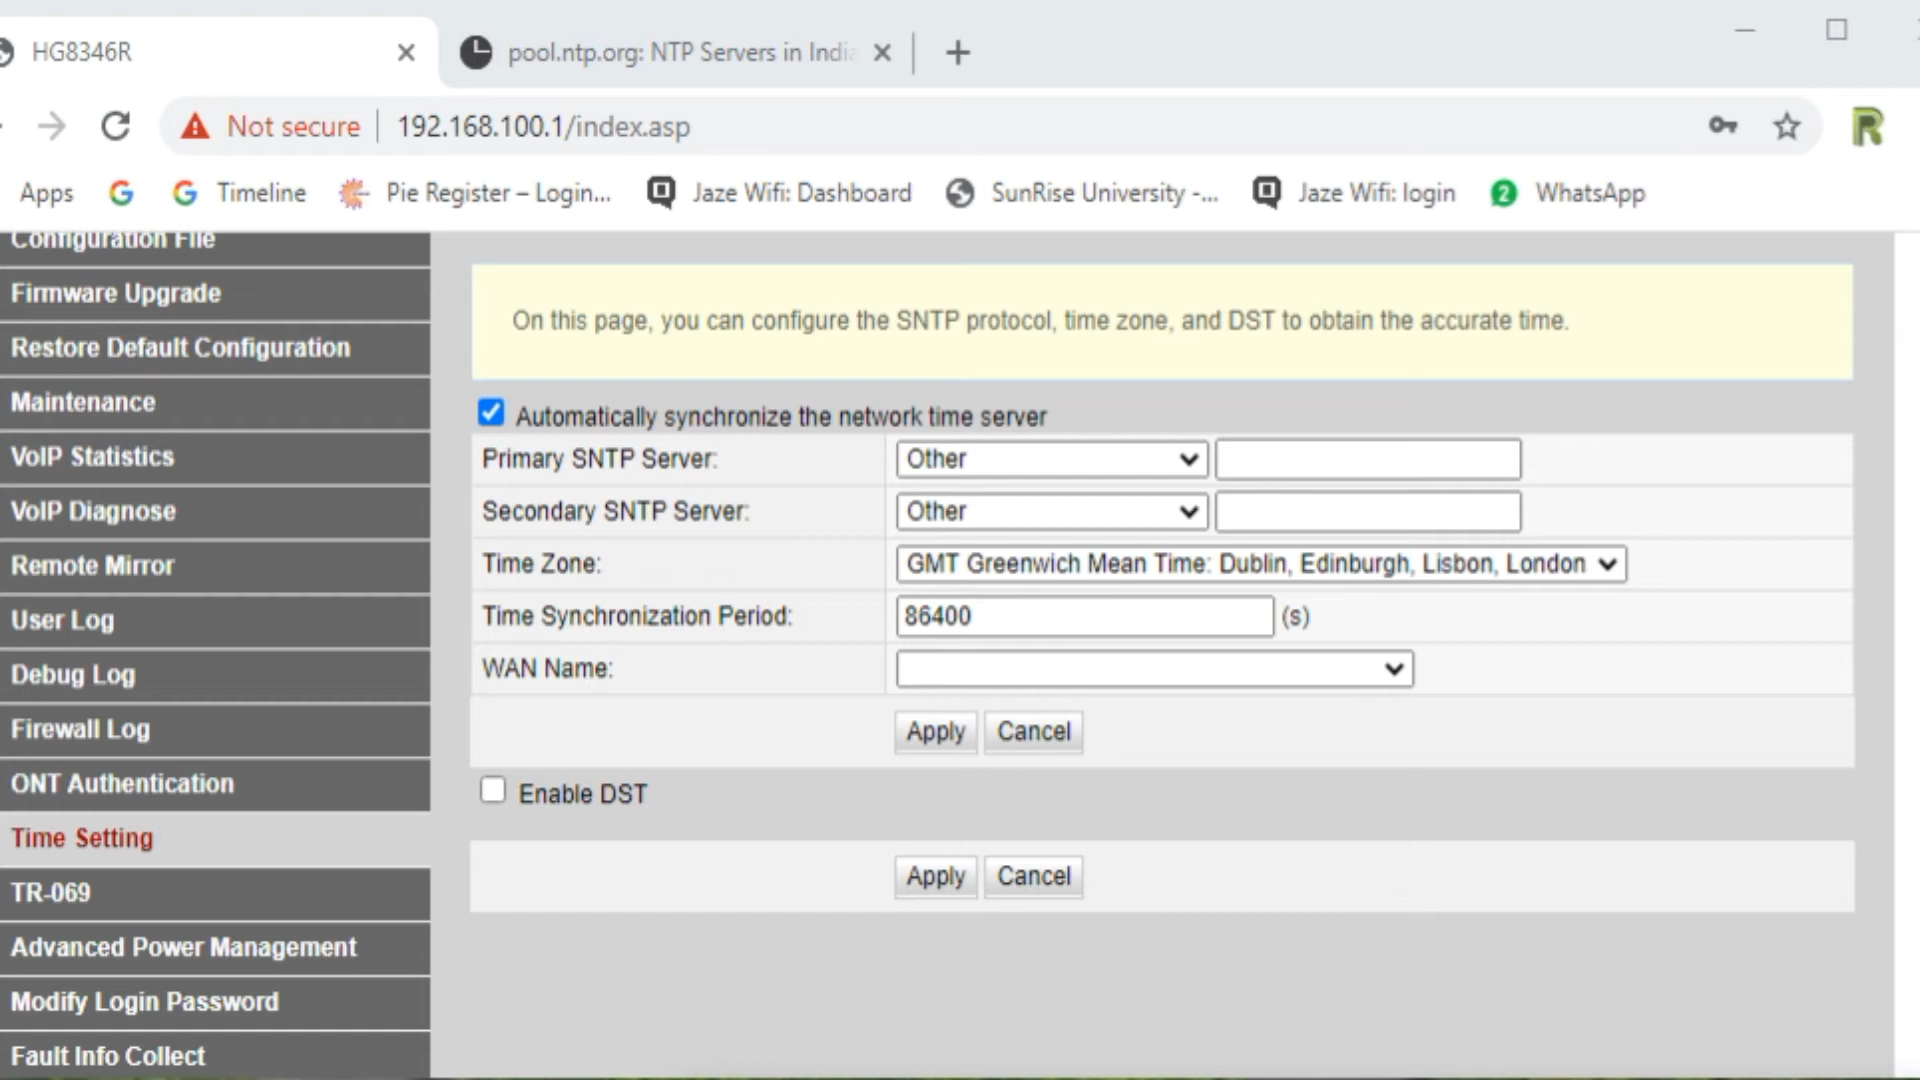 HG8346R
pool.ntp.org: NTP Servers in India
Not secure 192.168.100.1/index.asp
Apps Timeline Pie Register – Login... Jaze Wifi: Dashboard SunRise University -... Jaze Wifi: login 2 WhatsApp
Configuration File
Firmware Upgrade
Restore Default Configuration
Maintenance
VoIP Statistics
VoIP Diagnose
Remote Mirror
User Log
Debug Log
Firewall Log
ONT Authentication
Time Setting
TR-069
Advanced Power Management
Modify Login Password
Fault Info Collect
On this page, you can configure the SNTP protocol, time zone, and DST to obtain the accurate time.
Automatically synchronize the network time server
Primary SNTP Server: Other
Secondary SNTP Server: Other
Time Zone: GMT Greenwich Mean Time: Dublin, Edinburgh, Lisbon, London
Time Synchronization Period: 86400 (s)
WAN Name:
Apply Cancel
Enable DST
Apply Cancel